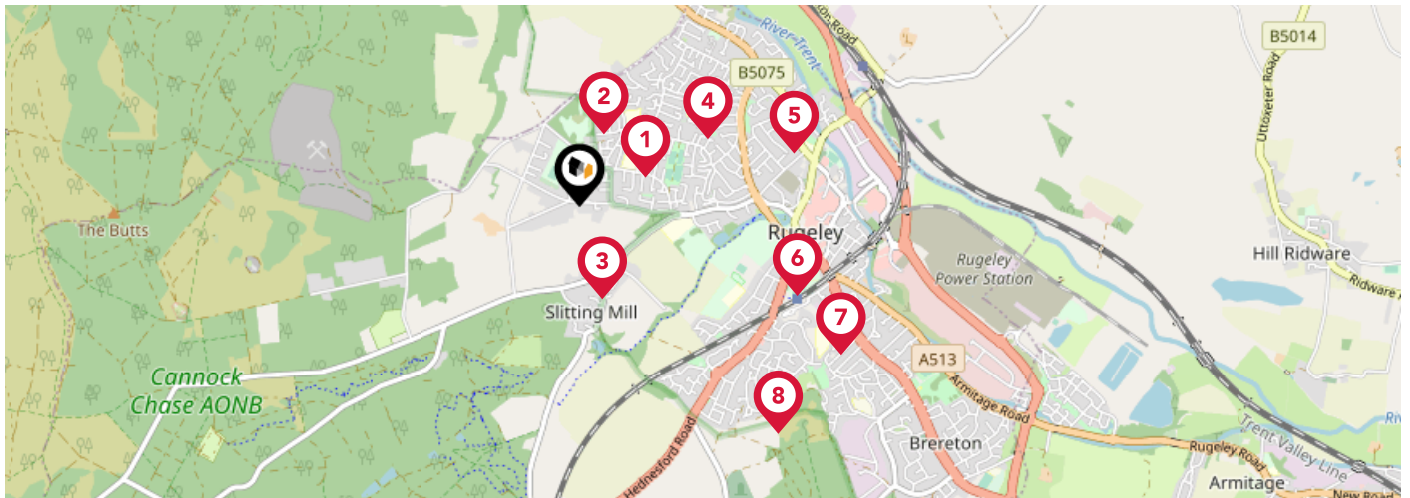 B5014
River Trent
on Road
B5075
Uttoxeter Road
2
4
5
1
The Butts
Rugeley
Hill Ridware
3
6
Rugeley
Power Station
Ridware
Slitting Mill
7
A513
Cannock
Chase AONB
8
Armitage Road
Hednesford Road
Brereton
Rugeley Road
Trent Valley Line
Armitage
New Road